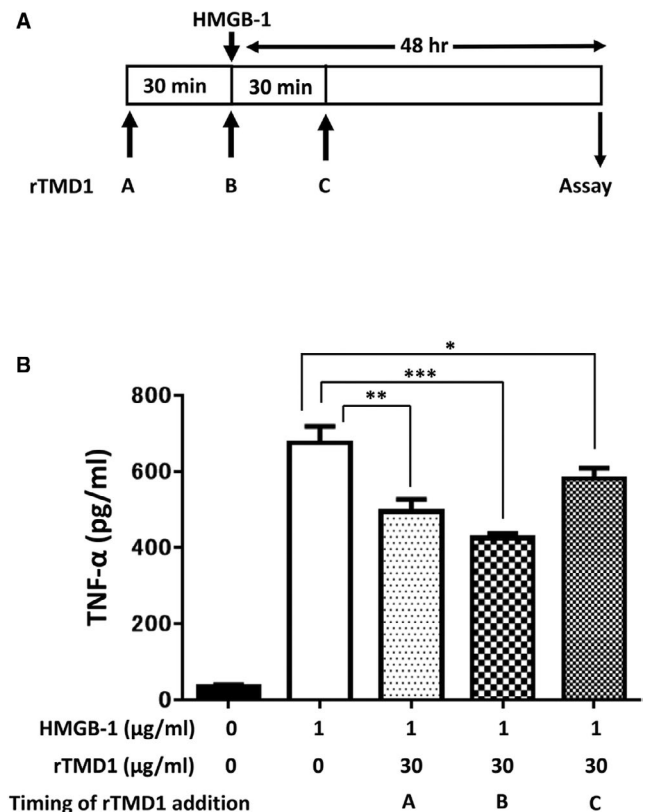 A
HMGB-1
48 hr
30 min 30 min
rTMD1 A B C Assay
B
*
***
**
TNF-α (pg/ml)
800
600
400
200
0
HMGB-1 (μg/ml) 0 1 1 1 1
rTMD1 (μg/ml) 0 0 30 30 30
Timing of rTMD1 addition A B C